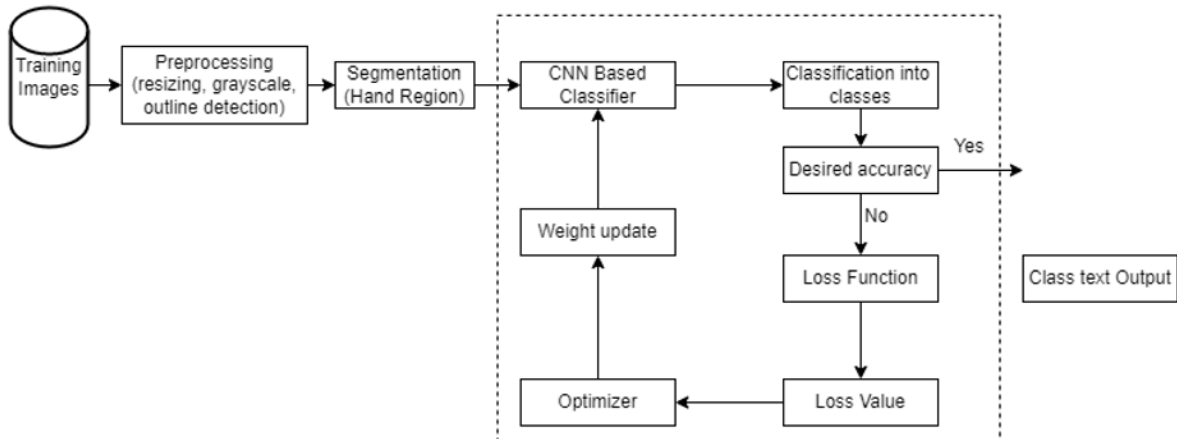 Training
Images
Preprocessing
(resizing, grayscale,
outline detection)
Segmentation
(Hand Region)
CNN Based
Classifier
Classification into
classes
Desired accuracy
Yes
No
Weight update
Loss Function
Class text Output
Optimizer
Loss Value